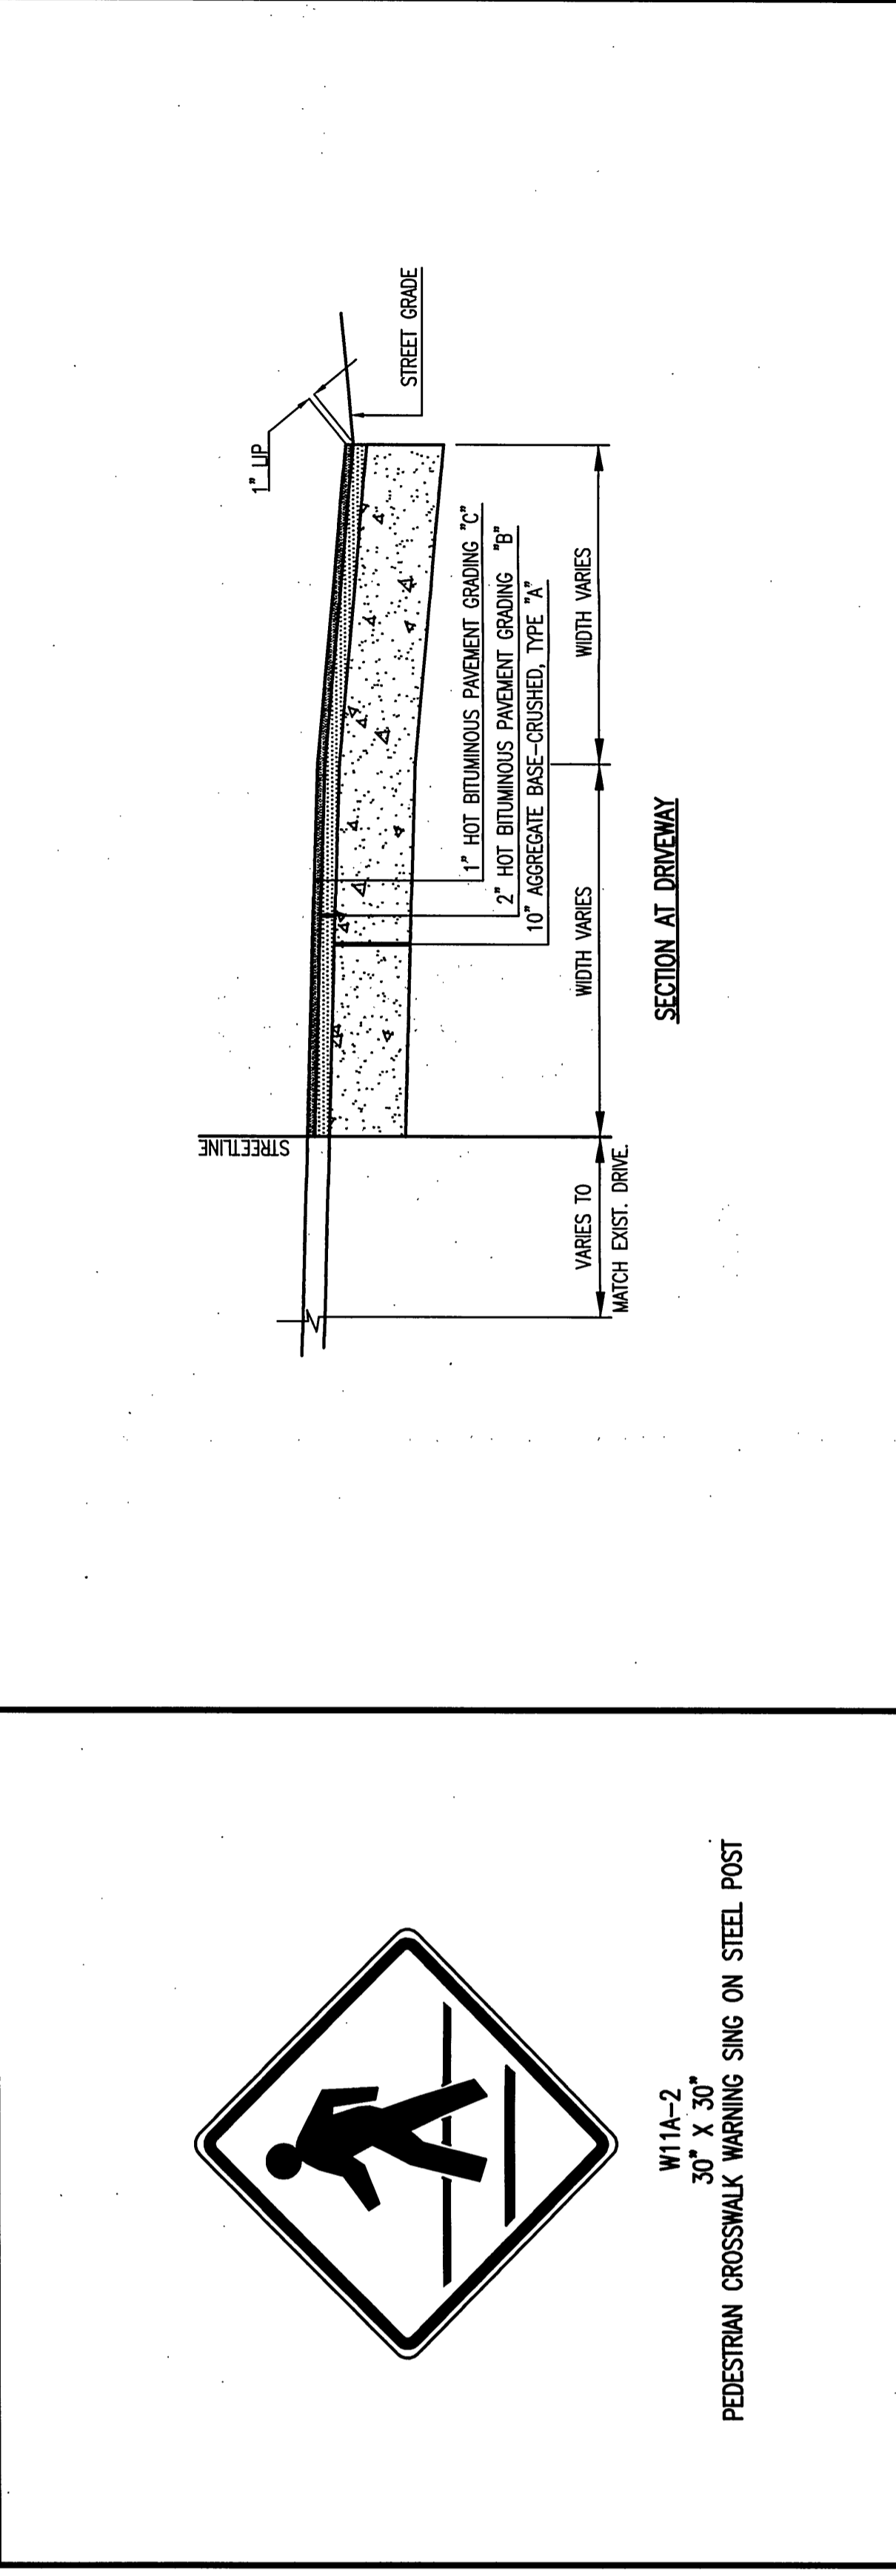 W11A-2
30" X 30"
PEDESTRIAN CROSSWALK WARNING SING ON STEEL POST
STREETLINE
1" LIP
STREET GRADE
1" HOT BITUMINOUS PAVEMENT GRADING "C"
2" HOT BITUMINOUS PAVEMENT GRADING "B"
10" AGGREGATE BASE-CRUSHED, TYPE "A"
VARIES TO
MATCH EXIST. DRIVE.
WIDTH VARIES
WIDTH VARIES
SECTION AT DRIVEWAY